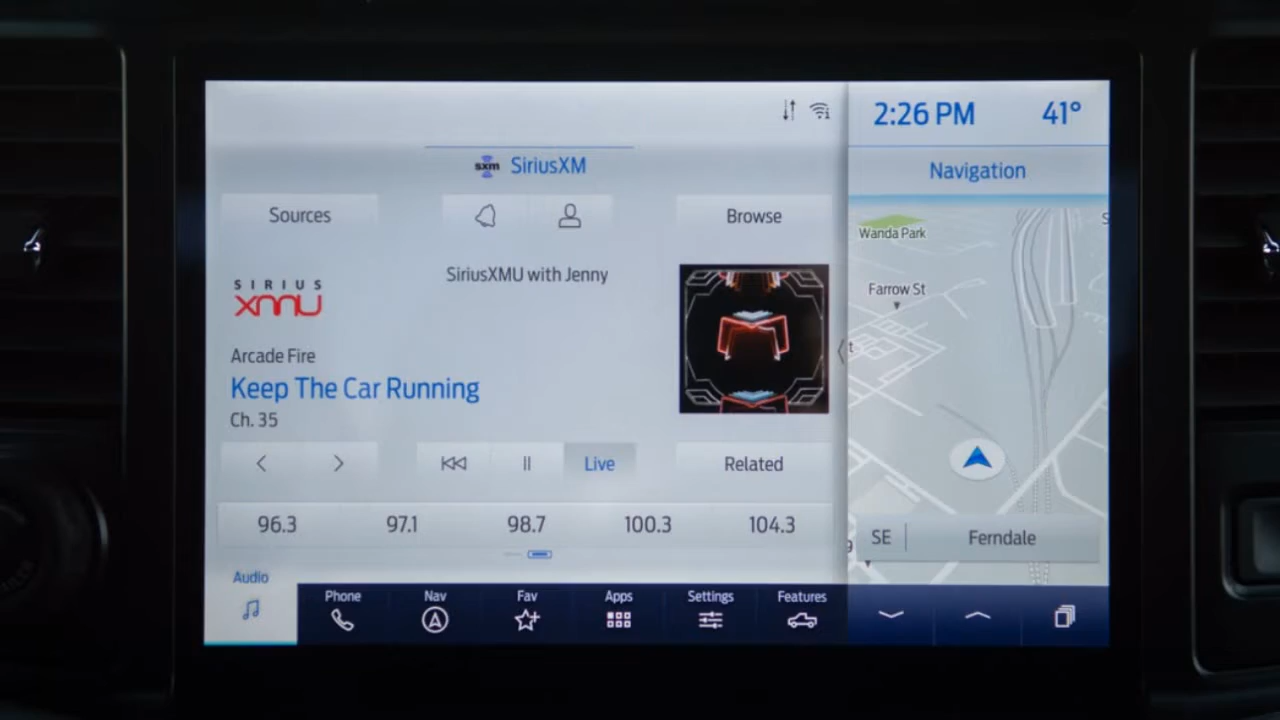 2:26 PM 41°
sxm SiriusXM
Navigation
Sources
Browse
SiriusXMU with Jenny
SIRIUS
xmu
Arcade Fire
Keep The Car Running
Ch. 35
Live
Related
96.3 97.1 98.7 100.3 104.3
Wanda Park
S
Farrow St
t
SE Ferndale
9
Audio
Phone Nav Fav Apps Settings Features